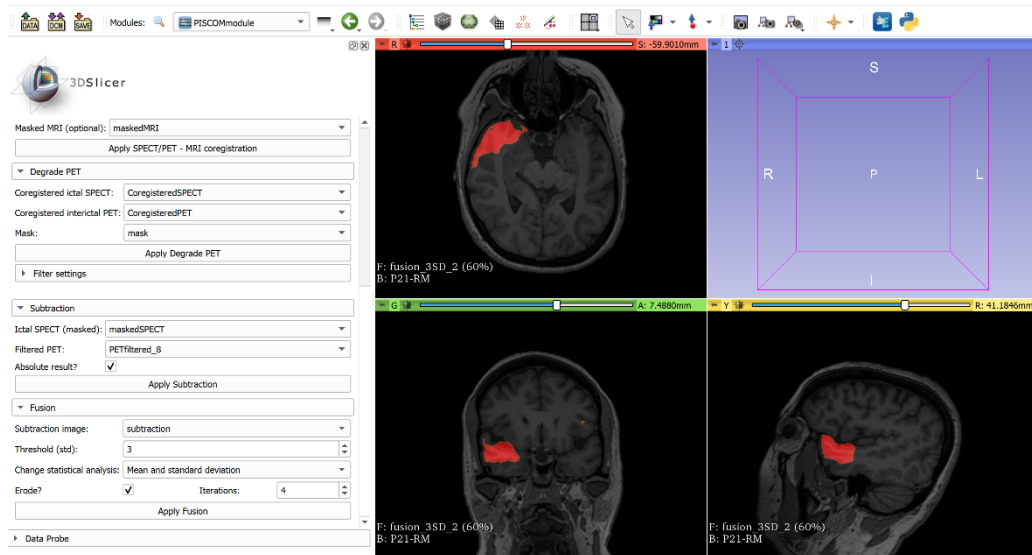 DATA DCM SAVE Modules: PISCOMmodule
3DSlicer
Masked MRI (optional): maskedMRI
Apply SPECT/PET - MRI coregistration
Degrade PET
Coregistered ictal SPECT: CoregisteredSPECT
Coregistered interictal PET: CoregisteredPET
Mask: mask
Apply Degrade PET
Filter settings
Subtraction
Ictal SPECT (masked): maskedSPECT
Filtered PET: PETfiltered_8
Absolute result?
Apply Subtraction
Fusion
Subtraction image: subtraction
Threshold (std): 3
Change statistical analysis: Mean and standard deviation
Erode? Iterations: 4
Apply Fusion
Data Probe
R S: -59.9010mm
F: fusion_3SD_2 (60%)
B: P21-RM
1
S
R P L
I
G A: 7.4880mm
F: fusion_3SD_2 (60%)
B: P21-RM
Y R: 41.1846mm
F: fusion_3SD_2 (60%)
B: P21-RM